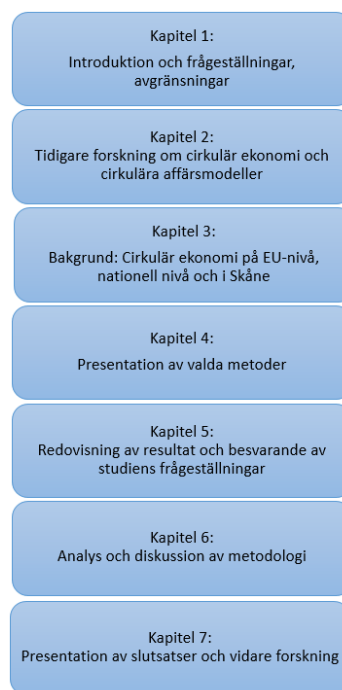 Kapitel 1:
Introduktion och frågeställningar,
avgränsningar
Kapitel 2:
Tidigare forskning om cirkulär ekonomi och
cirkulära affärsmodeller
Kapitel 3:
Bakgrund: Cirkulär ekonomi på EU-nivå,
nationell nivå och i Skåne
Kapitel 4:
Presentation av valda metoder
Kapitel 5:
Redovisning av resultat och besvarande av
studiens frågeställningar
Kapitel 6:
Analys och diskussion av metodologi
Kapitel 7:
Presentation av slutsatser och vidare forskning